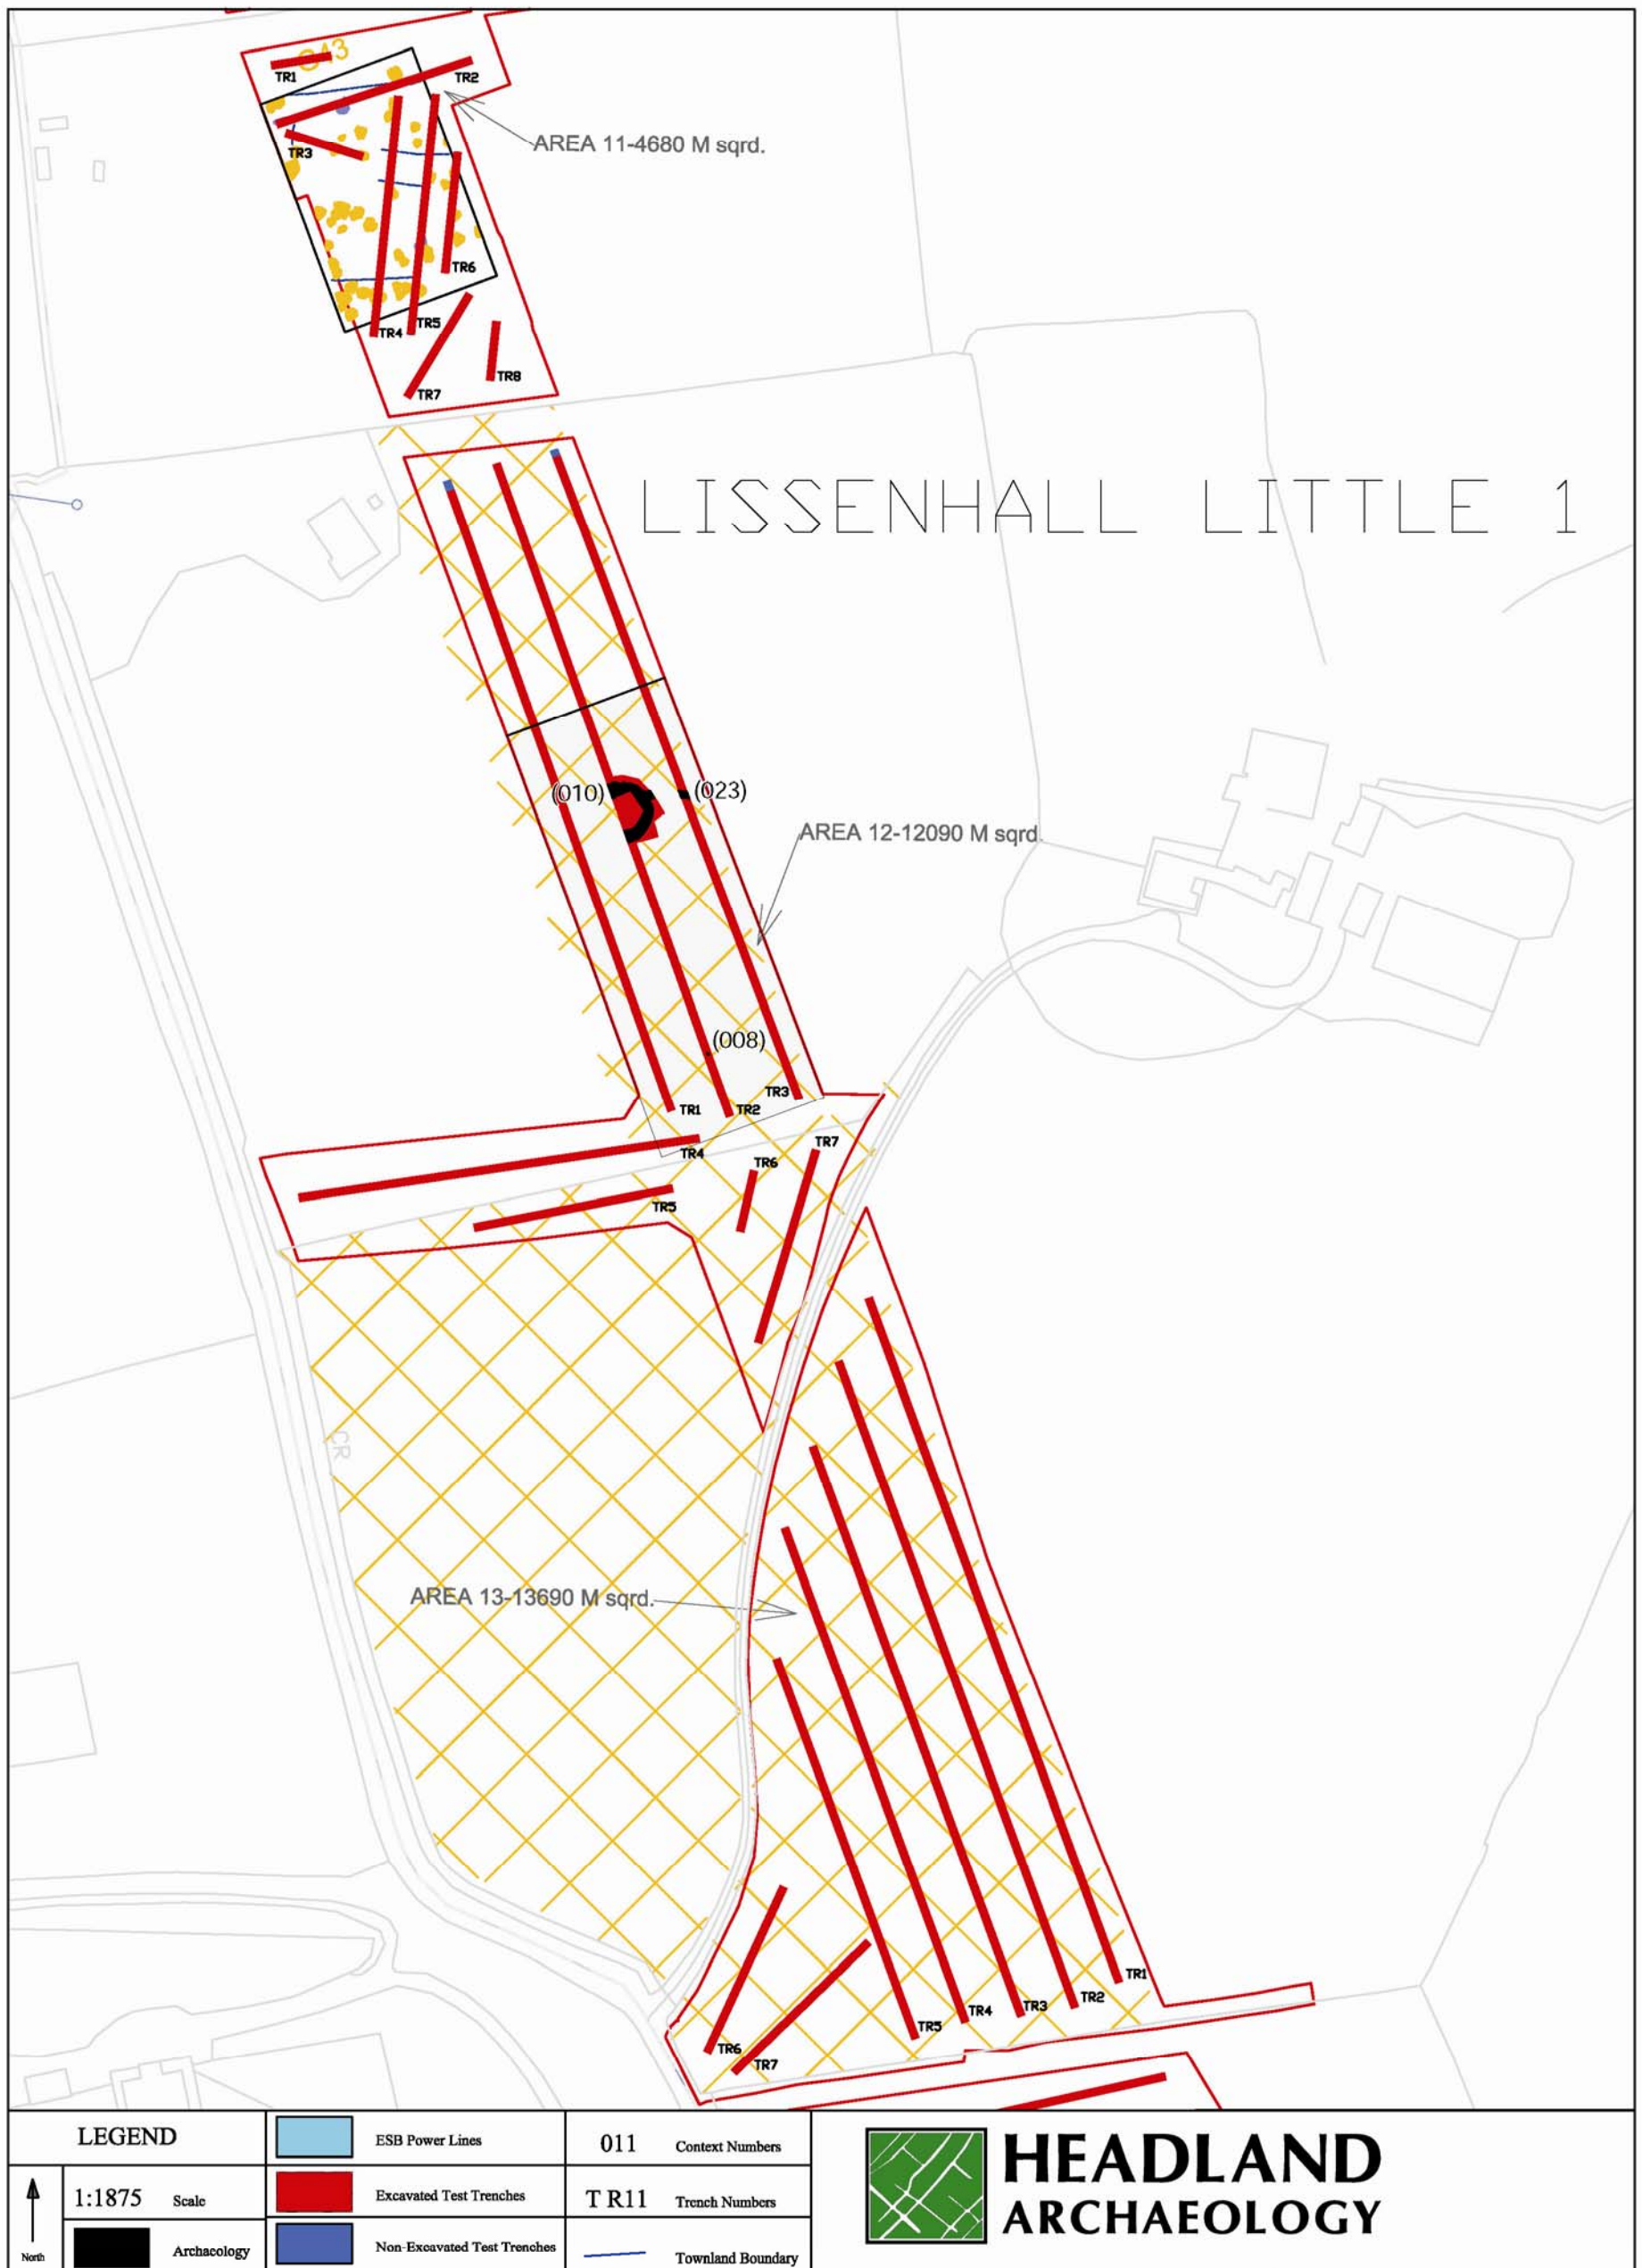 G43
TR1
TR2
AREA 11-4680 M sqrd.
TR3
TR6
TR5
TR4
TR8
TR7
LISSENHALL LITTLE 1
(010)
(023)
AREA 12-12090 M sqrd.
(008)
TR3
TR1
TR2
TR7
TR4
TR6
TR5
CR
AREA 13-13690 M sqrd.
TR1
TR2
TR3
TR4
TR5
TR6
TR7
LEGEND
ESB Power Lines
011 Context Numbers
HEADLAND
ARCHAEOLOGY
1:1875 Scale
Excavated Test Trenches
T R11 Trench Numbers
North
Archaeology
Non-Excavated Test Trenches
Townland Boundary